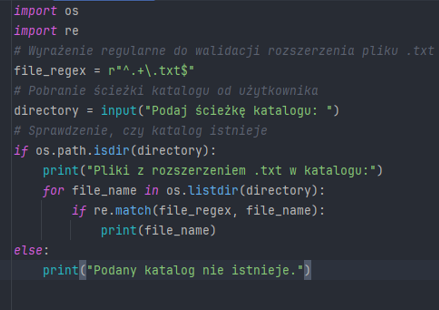 import os
import re
# Wyrażenie regularne do walidacji rozszerzenia pliku .txt
file_regex = r"^.+\.txt$"
# Pobranie ścieżki katalogu od użytkownika
directory = input("Podaj ścieżkę katalogu: ")
# Sprawdzenie, czy katalog istnieje
if os.path.isdir(directory):
    print("Pliki z rozszerzeniem .txt w katalogu:")
    for file_name in os.listdir(directory):
        if re.match(file_regex, file_name):
            print(file_name)
else:
    print("Podany katalog nie istnieje.")